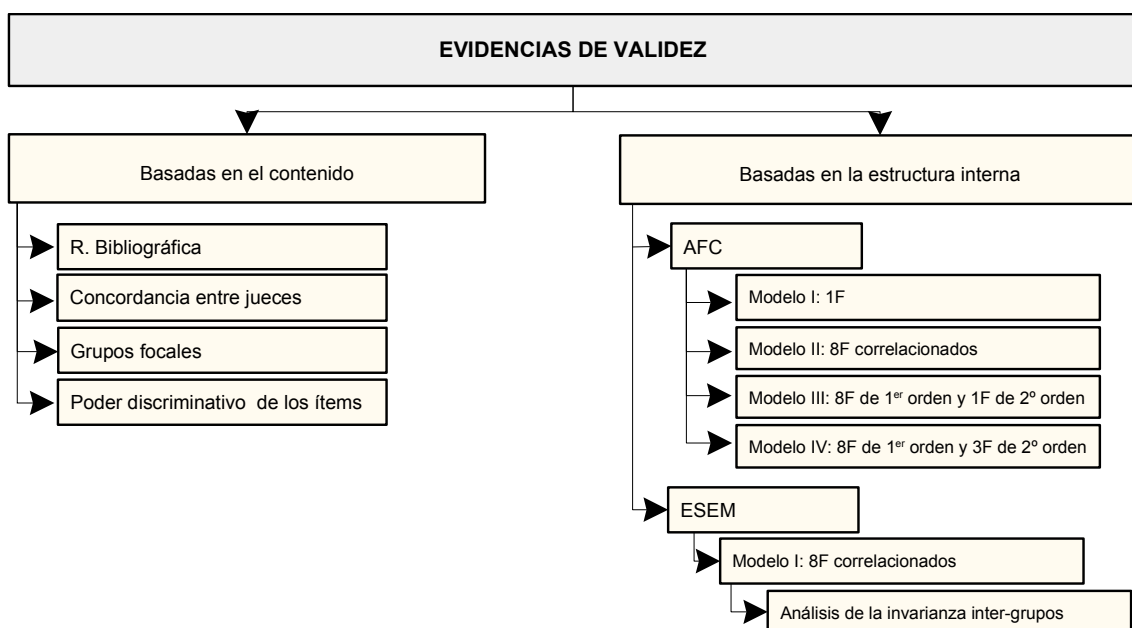 EVIDENCIAS DE VALIDEZ
Basadas en el contenido
R. Bibliográfica
Concordancia entre jueces
Grupos focales
Poder discriminativo de los ítems
Basadas en la estructura interna
AFC
Modelo I: 1F
Modelo II: 8F correlacionados
Modelo III: 8F de 1er orden y 1F de 2º orden
Modelo IV: 8F de 1er orden y 3F de 2º orden
ESEM
Modelo I: 8F correlacionados
Análisis de la invarianza inter-grupos